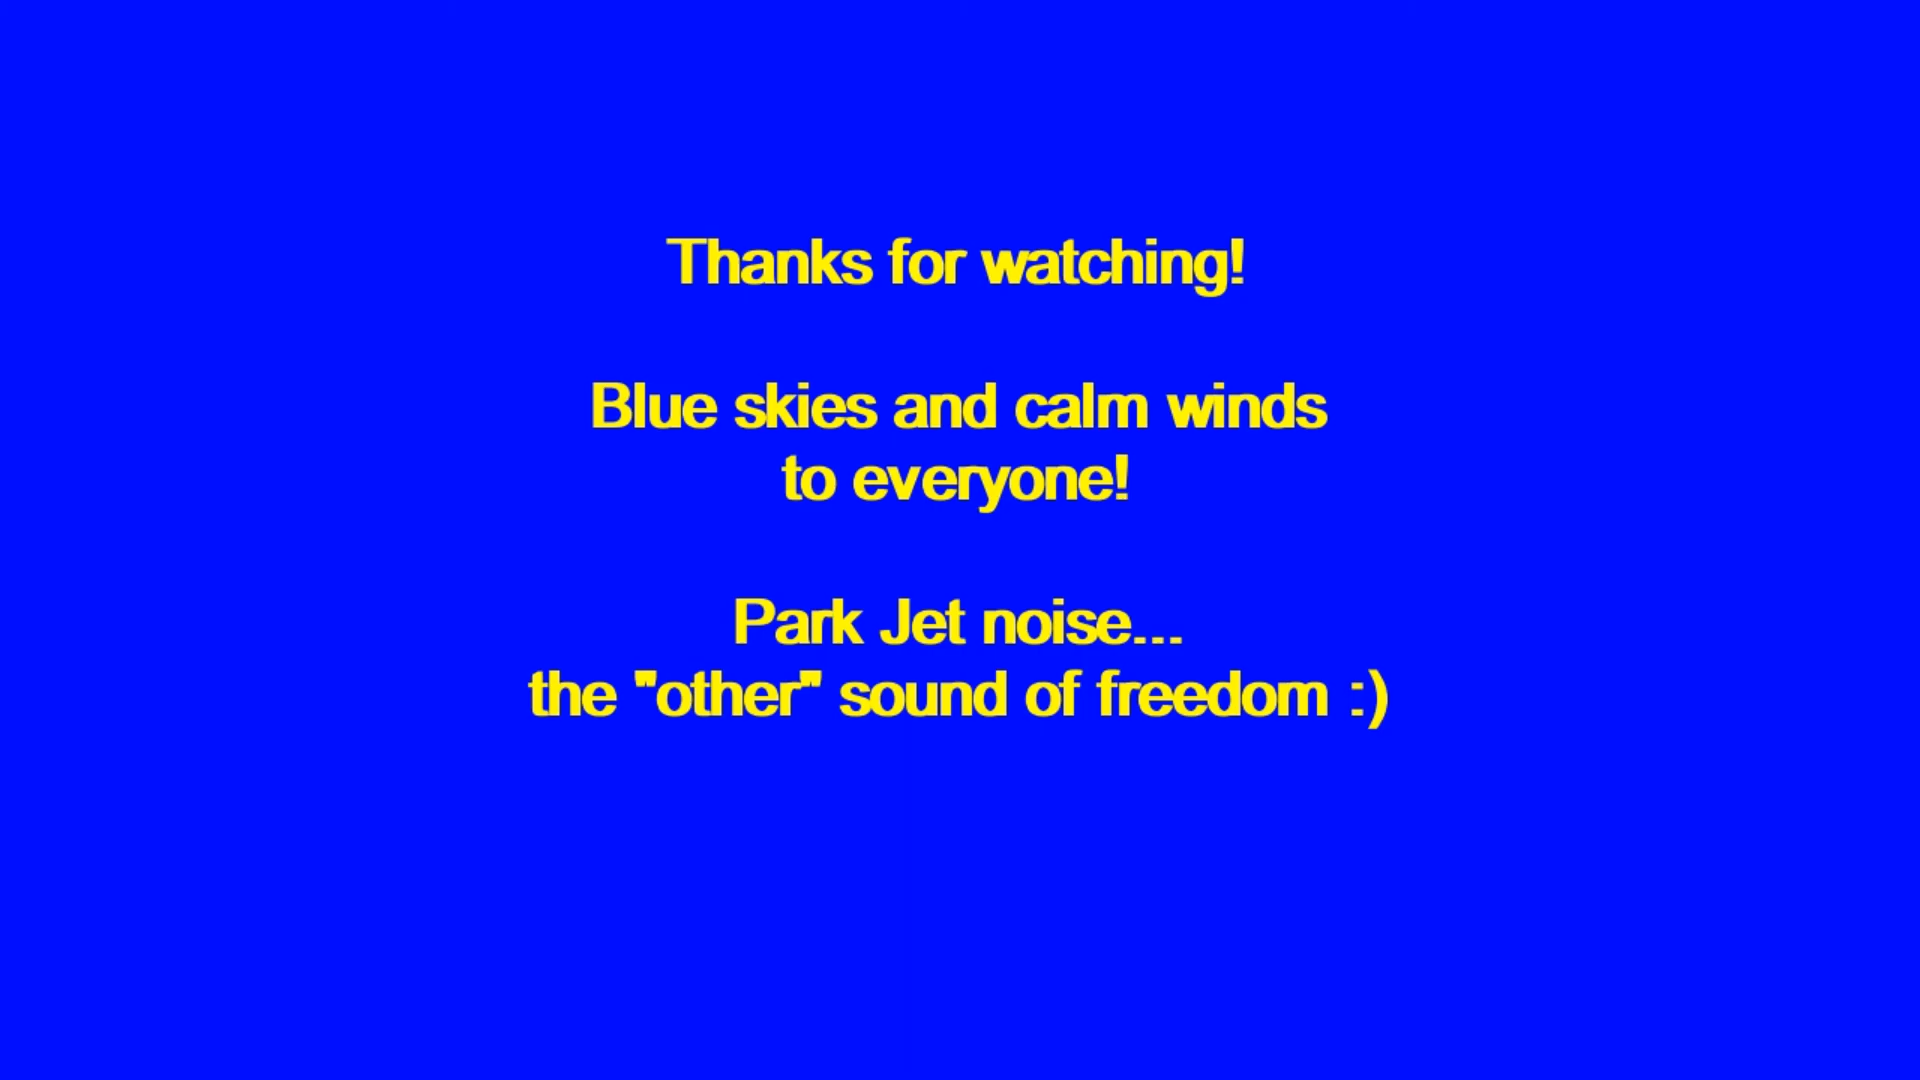 Thanks for watching!
Blue skies and calm winds
to everyone!
Park Jet noise...
the "other" sound of freedom :)